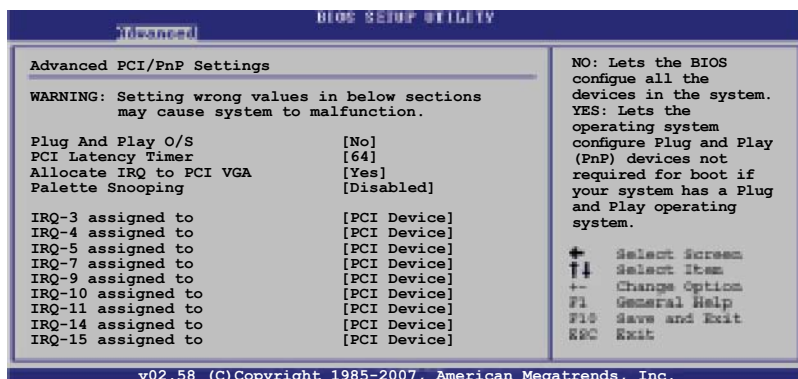 BIOS SETUP UTILITY
Advanced
Advanced PCI/PnP Settings
WARNING: Setting wrong values in below sections
may cause system to malfunction.
Plug And Play O/S [No]
PCI Latency Timer [64]
Allocate IRQ to PCI VGA [Yes]
Palette Snooping [Disabled]
IRQ-3 assigned to [PCI Device]
IRQ-4 assigned to [PCI Device]
IRQ-5 assigned to [PCI Device]
IRQ-7 assigned to [PCI Device]
IRQ-9 assigned to [PCI Device]
IRQ-10 assigned to [PCI Device]
IRQ-11 assigned to [PCI Device]
IRQ-14 assigned to [PCI Device]
IRQ-15 assigned to [PCI Device]
NO: Lets the BIOS
configue all the
devices in the system.
YES: Lets the
operating system
configure Plug and Play
(PnP) devices not
required for boot if
your system has a Plug
and Play operating
system.
← Select Screen
↑↓ Select Item
+- Change Option
F1 General Help
F10 Save and Exit
ESC Exit
v02.58 (C)Copyright 1985-2007, American Megatrends, Inc.